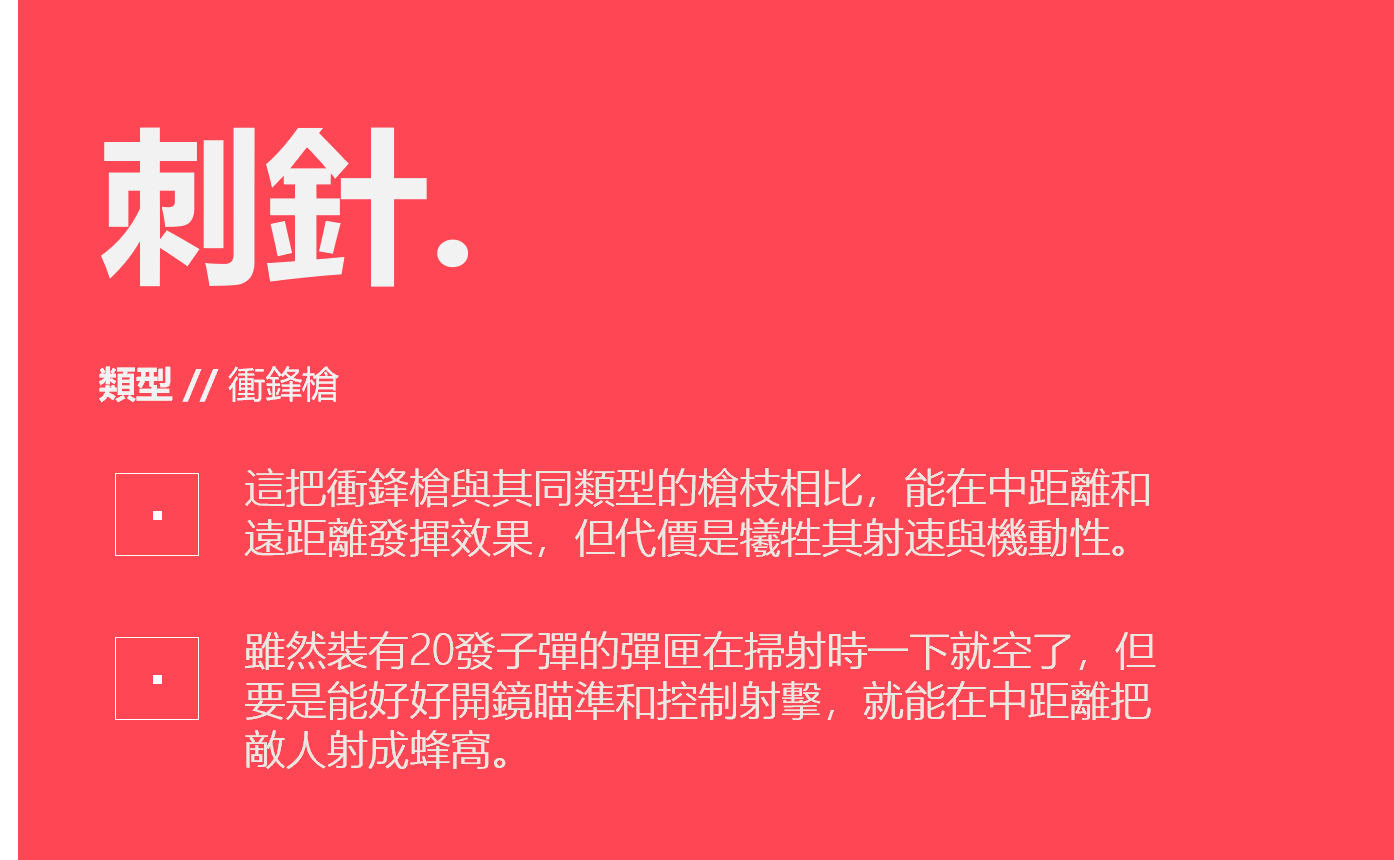 刺針.
類型 // 衝鋒槍
這把衝鋒槍與其同類型的槍枝相比，能在中距離和
遠距離發揮效果，但代價是犧牲其射速與機動性。
雖然裝有20發子彈的彈匣在掃射時一下就空了，但
要是能好好開鏡瞄準和控制射擊，就能在中距離把
敵人射成蜂窩。